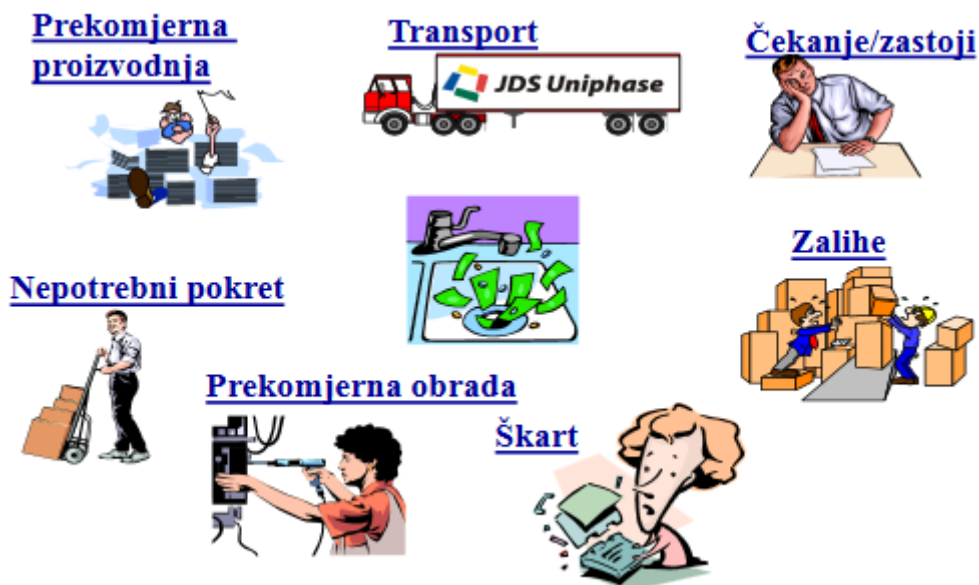 Prekomjerna
proizvodnja
Transport
JDS Uniphase
Čekanje/zastoji
Zalihe
Nepotrebni pokret
Prekomjerna obrada
Škart